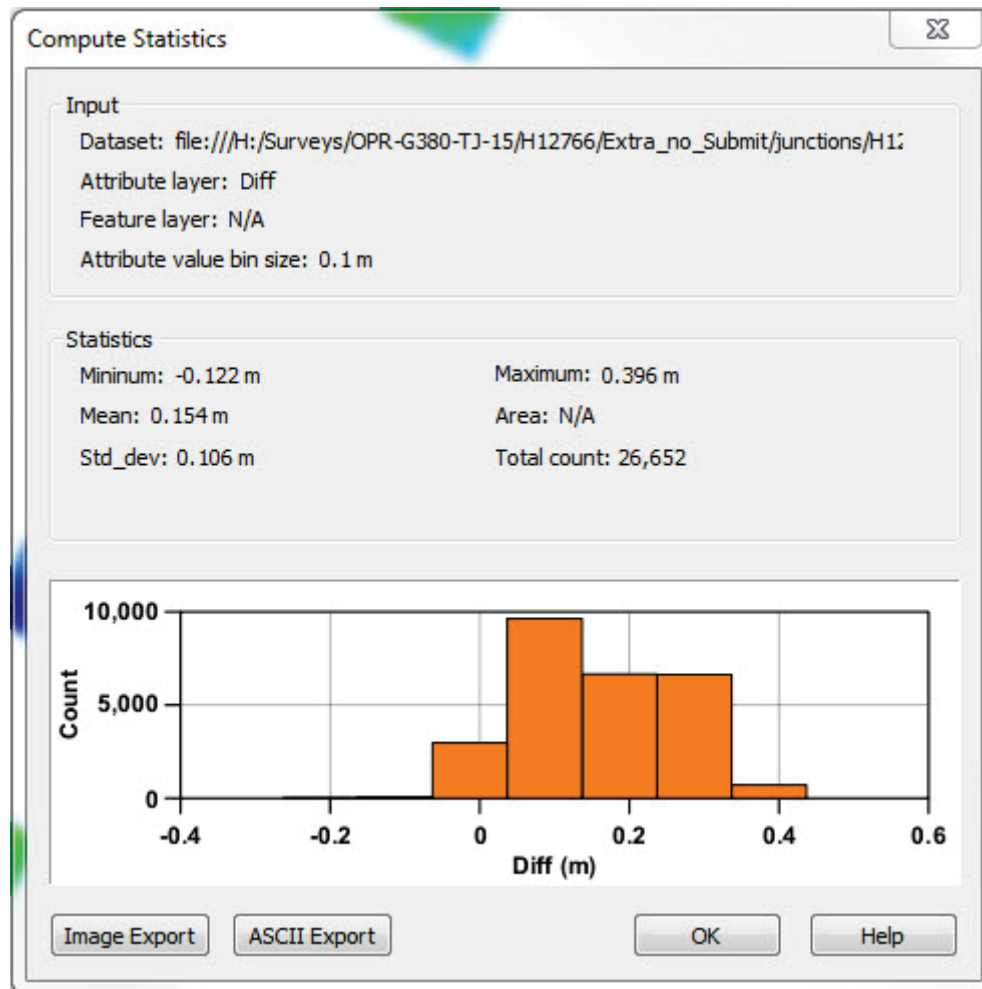 Compute Statistics
Input
Dataset: file:///H:/Surveys/OPR-G380-TJ-15/H12766/Extra_no_Submit/junctions/H12
Attribute layer: Diff
Feature layer: N/A
Attribute value bin size: 0.1 m
Statistics
Mininum: -0.122 m Maximum: 0.396 m
Mean: 0.154 m Area: N/A
Std_dev: 0.106 m Total count: 26,652
10,000
5,000
0
Count
-0.4 -0.2 0 0.2 0.4 0.6
Diff (m)
Image Export ASCII Export OK Help